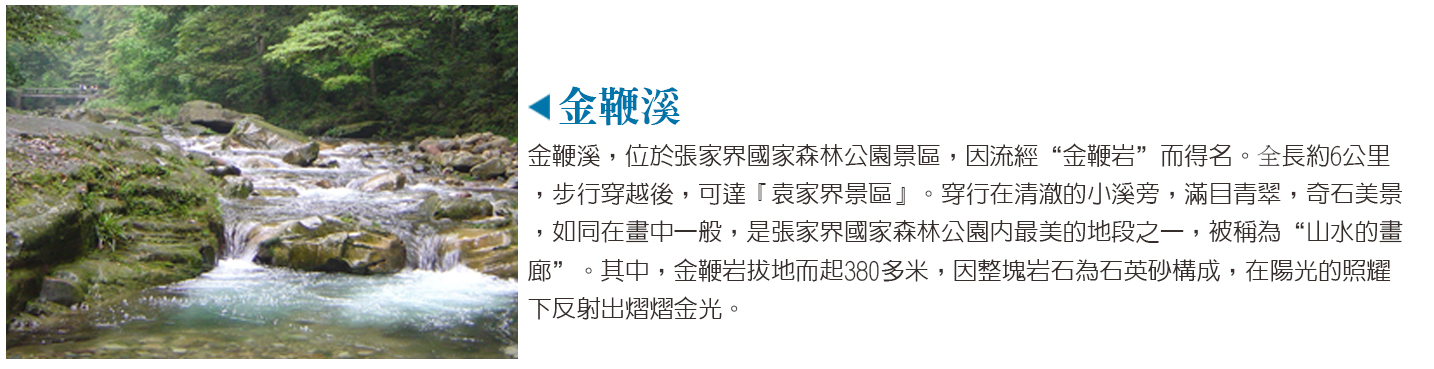 ◀金鞭溪
金鞭溪，位於張家界國家森林公園景區，因流經“金鞭岩”而得名。全長約6公里
，步行穿越後，可達『袁家界景區』。穿行在清澈的小溪旁，滿目青翠，奇石美景
，如同在畫中一般，是張家界國家森林公園内最美的地段之一，被稱為“山水的畫
廊”。其中，金鞭岩拔地而起380多米，因整塊岩石為石英砂構成，在陽光的照耀
下反射出熠熠金光。